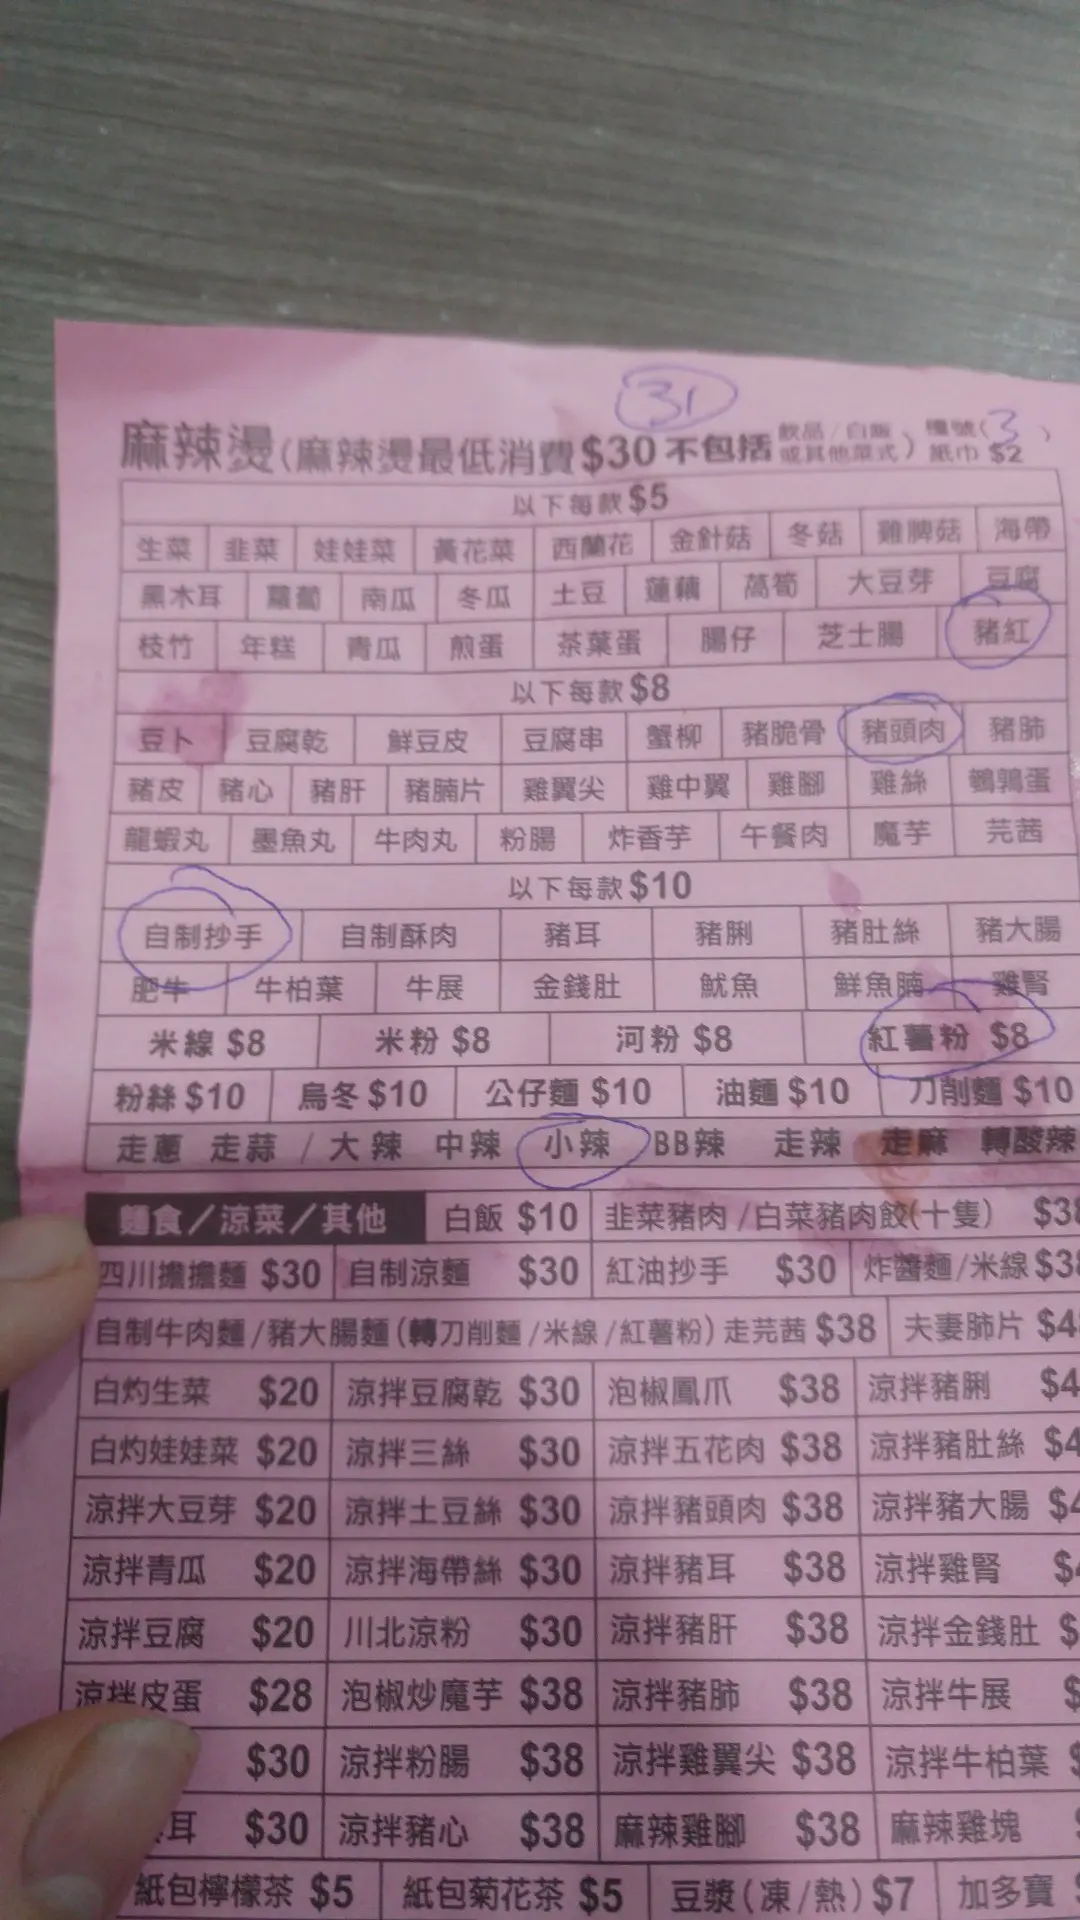 31
麻辣燙(麻辣燙最低消費$30不包括 飲品/白飯 或其他菜式) 檯號(3) 紙巾 $2
以下每款 $5
生菜 韭菜 娃娃菜 黃花菜 西蘭花 金針菇 冬菇 雞脾菇 海帶
黑木耳 蘿蔔 南瓜 冬瓜 土豆 蓮藕 萵筍 大豆芽 豆腐
枝竹 年糕 青瓜 煎蛋 茶葉蛋 腸仔 芝士腸 豬紅
以下每款 $8
豆卜 豆腐乾 鮮豆皮 豆腐串 蟹柳 豬脆骨 豬頭肉 豬肺
豬皮 豬心 豬肝 豬腩片 雞翼尖 雞中翼 雞腳 雞絲 鵪鶉蛋
龍蝦丸 墨魚丸 牛肉丸 粉腸 炸香芋 午餐肉 魔芋 芫茜
以下每款 $10
自制抄手 自制酥肉 豬耳 豬脷 豬肚絲 豬大腸
肥牛 牛柏葉 牛展 金錢肚 魷魚 鮮魚腩 雞腎
米線 $8 米粉 $8 河粉 $8 紅薯粉 $8
粉絲 $10 烏冬 $10 公仔麵 $10 油麵 $10 刀削麵 $10
走蔥 走蒜 / 大辣 中辣 小辣 BB辣 走辣 走麻 轉酸辣
麵食/涼菜/其他 白飯 $10 韭菜豬肉/白菜豬肉餃(十隻) $38
四川擔擔麵 $30 自制涼麵 $30 紅油抄手 $30 炸醬麵/米線 $38
自制牛肉麵/豬大腸麵(轉刀削麵/米線/紅薯粉)走芫茜 $38 夫妻肺片 $4
白灼生菜 $20 涼拌豆腐乾 $30 泡椒鳳爪 $38 涼拌豬脷 $4
白灼娃娃菜 $20 涼拌三絲 $30 涼拌五花肉 $38 涼拌豬肚絲 $4
涼拌大豆芽 $20 涼拌土豆絲 $30 涼拌豬頭肉 $38 涼拌豬大腸 $4
涼拌青瓜 $20 涼拌海帶絲 $30 涼拌豬耳 $38 涼拌雞腎 $4
涼拌豆腐 $20 川北涼粉 $30 涼拌豬肝 $38 涼拌金錢肚 $
涼拌皮蛋 $28 泡椒炒魔芋 $38 涼拌豬肺 $38 涼拌牛展 $
$30 涼拌粉腸 $38 涼拌雞翼尖 $38 涼拌牛柏葉 $
耳 $30 涼拌豬心 $38 麻辣雞腳 $38 麻辣雞塊 $
紙包檸檬茶 $5 紙包菊花茶 $5 豆漿(凍/熱) $7 加多寶 $